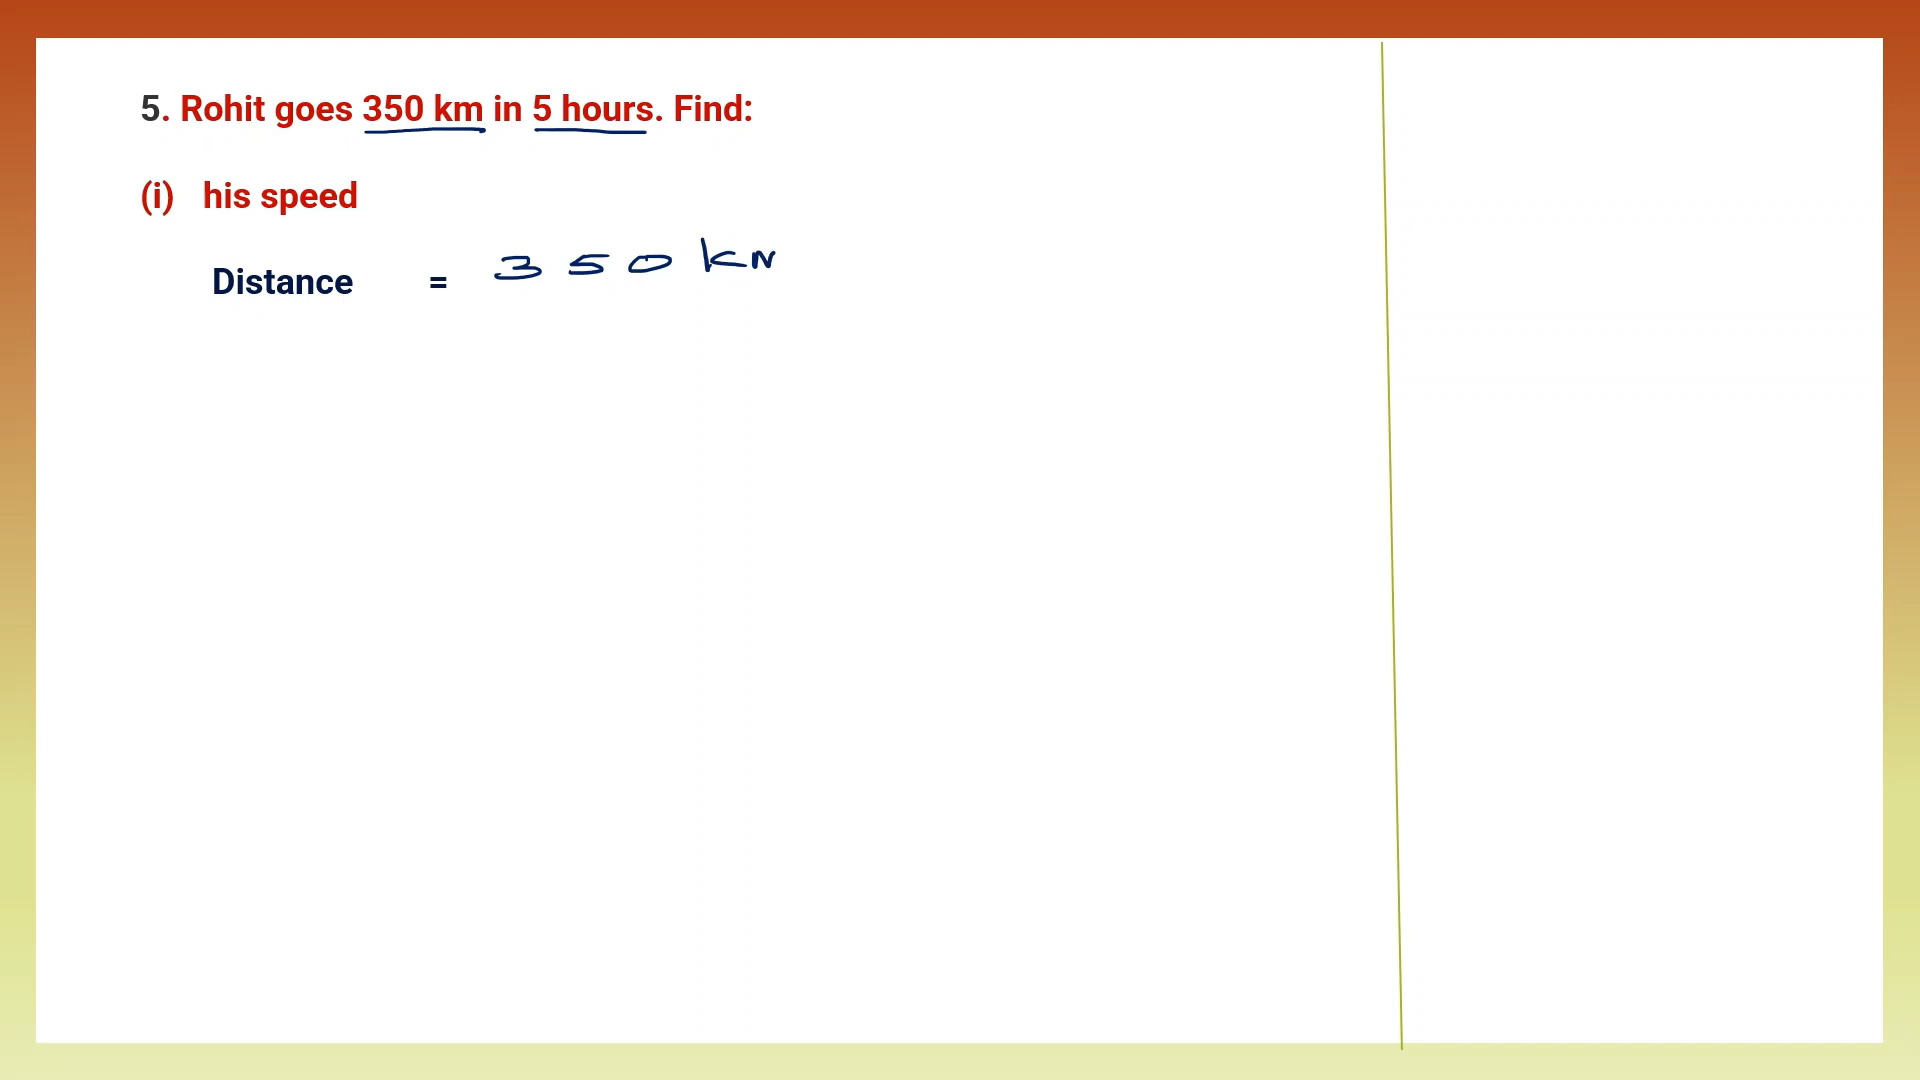 5. Rohit goes 350 km in 5 hours. Find:
(i) his speed
Distance = 350 km